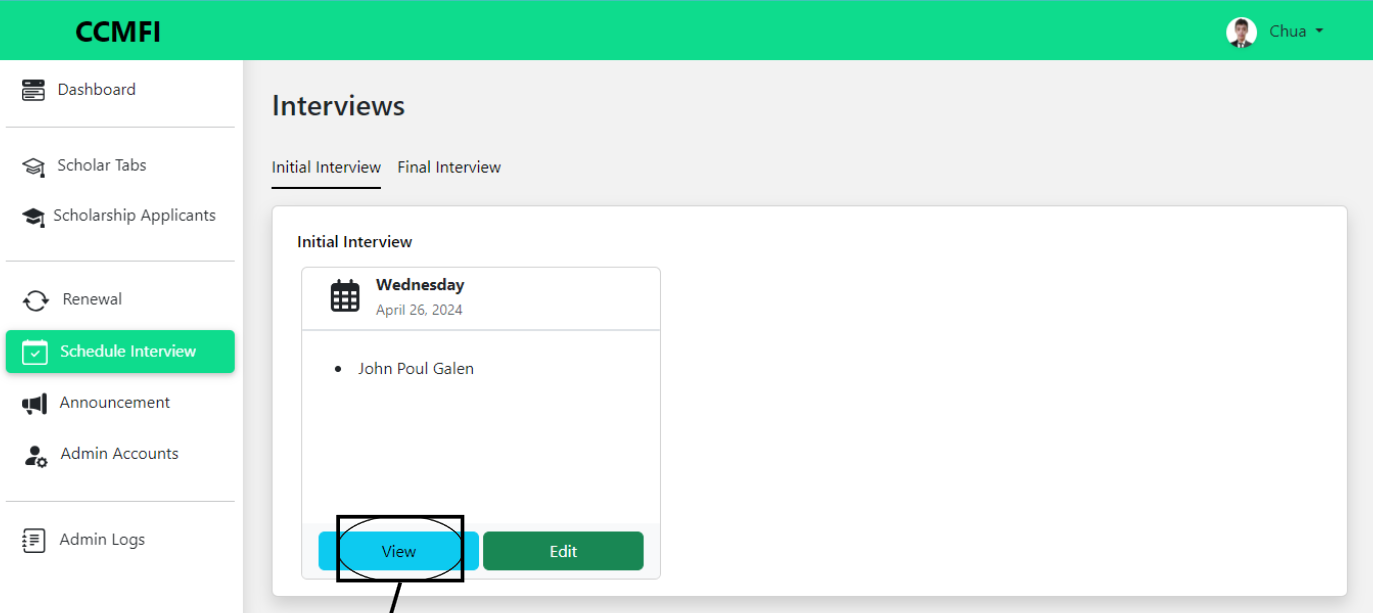 CCMFI
Chua
Dashboard
Scholar Tabs
Scholarship Applicants
Renewal
Schedule Interview
Announcement
Admin Accounts
Admin Logs
Interviews
Initial Interview Final Interview
Initial Interview
Wednesday
April 26, 2024
John Poul Galen
View Edit